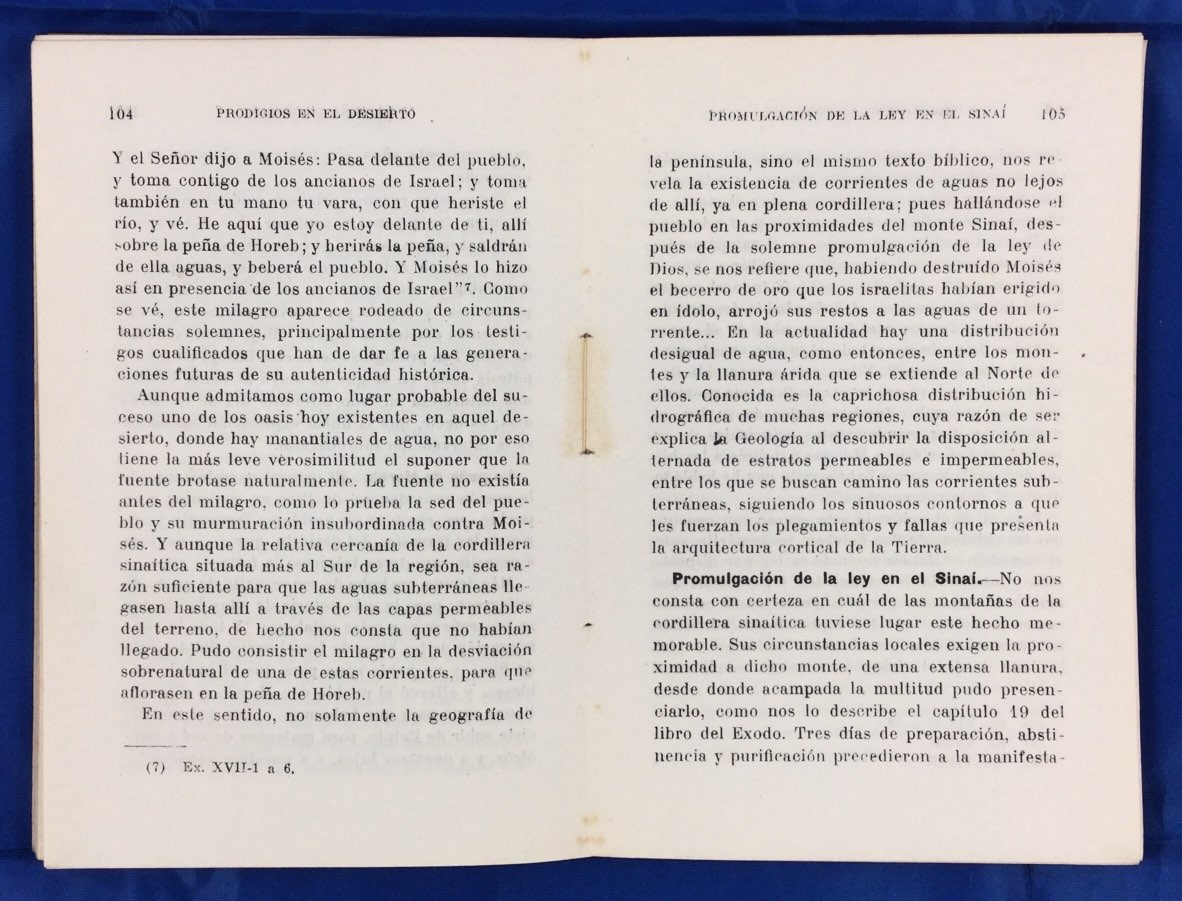 104 PRODIGIOS EN EL DESIERTO
Y el Señor dijo a Moisés: Pasa delante del pueblo,
y toma contigo de los ancianos de Israel; y toma
también en tu mano tu vara, con que heriste el
río, y vé. He aquí que yo estoy delante de ti, allí
sobre la peña de Horeb; y herirás la peña, y saldrán
de ella aguas, y beberá el pueblo. Y Moisés lo hizo
así en presencia de los ancianos de Israel"⁷. Como
se vé, este milagro aparece rodeado de circuns-
tancias solemnes, principalmente por los testi-
gos cualificados que han de dar fe a las genera-
ciones futuras de su autenticidad histórica.
Aunque admitamos como lugar probable del su-
ceso uno de los oasis hoy existentes en aquel de-
sierto, donde hay manantiales de agua, no por eso
tiene la más leve verosimilitud el suponer que la
fuente brotase naturalmente. La fuente no existía
antes del milagro, como lo prueba la sed del pue-
blo y su murmuración insubordinada contra Moi-
sés. Y aunque la relativa cercanía de la cordillera
sinaítica situada más al Sur de la región, sea ra-
zón suficiente para que las aguas subterráneas lle-
gasen hasta allí a través de las capas permeables
del terreno, de hecho nos consta que no habían
llegado. Pudo consistir el milagro en la desviación
sobrenatural de una de estas corrientes, para que
aflorasen en la peña de Horeb.
En este sentido, no solamente la geografía de
(7) Ex. XVII-1 a 6.
PROMULGACIÓN DE LA LEY EN EL SINAÍ 105
la península, sino el mismo texto bíblico, nos re-
vela la existencia de corrientes de aguas no lejos
de allí, ya en plena cordillera; pues hallándose el
pueblo en las proximidades del monte Sinaí, des-
pués de la solemne promulgación de la ley de
Dios, se nos refiere que, habiendo destruído Moisés
el becerro de oro que los israelitas habían erigido
en ídolo, arrojó sus restos a las aguas de un to-
rrente... En la actualidad hay una distribución
desigual de agua, como entonces, entre los mon-
tes y la llanura árida que se extiende al Norte de
ellos. Conocida es la caprichosa distribución hi-
drográfica de muchas regiones, cuya razón de ser
explica la Geología al descubrir la disposición al-
ternada de estratos permeables e impermeables,
entre los que se buscan camino las corrientes sub-
terráneas, siguiendo los sinuosos contornos a que
les fuerzan los plegamientos y fallas que presenta
la arquitectura cortical de la Tierra.
Promulgación de la ley en el Sinaí.—No nos
consta con certeza en cuál de las montañas de la
cordillera sinaítica tuviese lugar este hecho me-
morable. Sus circunstancias locales exigen la pro-
ximidad a dicho monte, de una extensa llanura,
desde donde acampada la multitud pudo presen-
ciarlo, como nos lo describe el capítulo 19 del
libro del Exodo. Tres días de preparación, absti-
nencia y purificación precedieron a la manifesta-